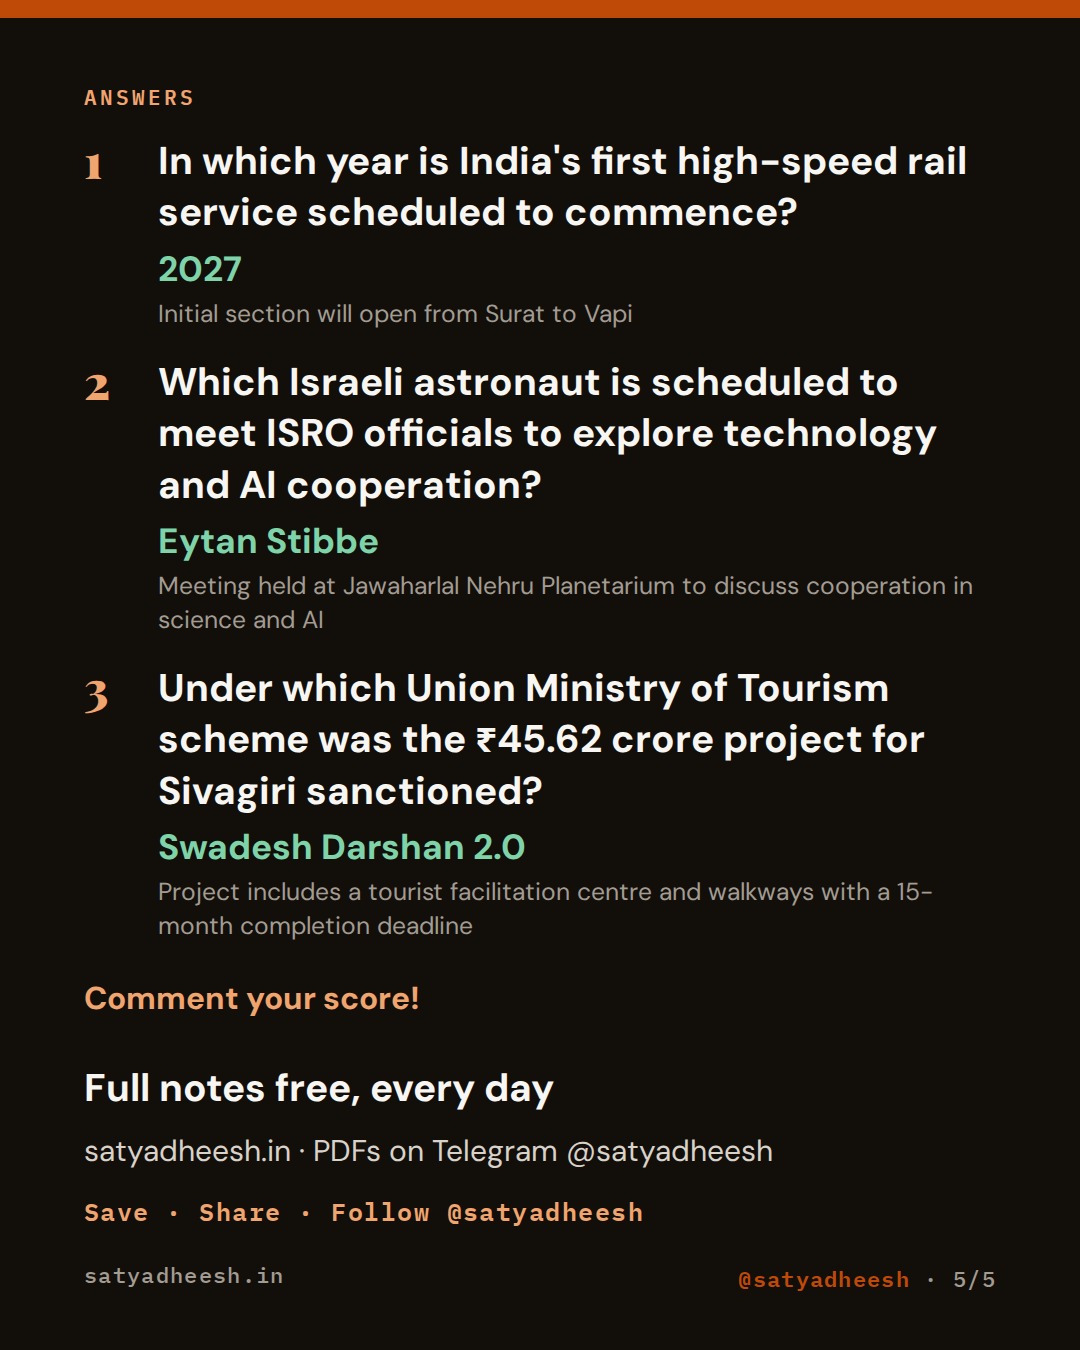 ANSWERS
1
In which year is India's first high-speed rail
service scheduled to commence?
2027
Initial section will open from Surat to Vapi
2
Which Israeli astronaut is scheduled to
meet ISRO officials to explore technology
and AI cooperation?
Eytan Stibbe
Meeting held at Jawaharlal Nehru Planetarium to discuss cooperation in
science and AI
3
Under which Union Ministry of Tourism
scheme was the ₹45.62 crore project for
Sivagiri sanctioned?
Swadesh Darshan 2.0
Project includes a tourist facilitation centre and walkways with a 15-
month completion deadline
Comment your score!
Full notes free, every day
satyadheesh.in · PDFs on Telegram @satyadheesh
Save · Share · Follow @satyadheesh
satyadheesh.in
@satyadheesh · 5/5